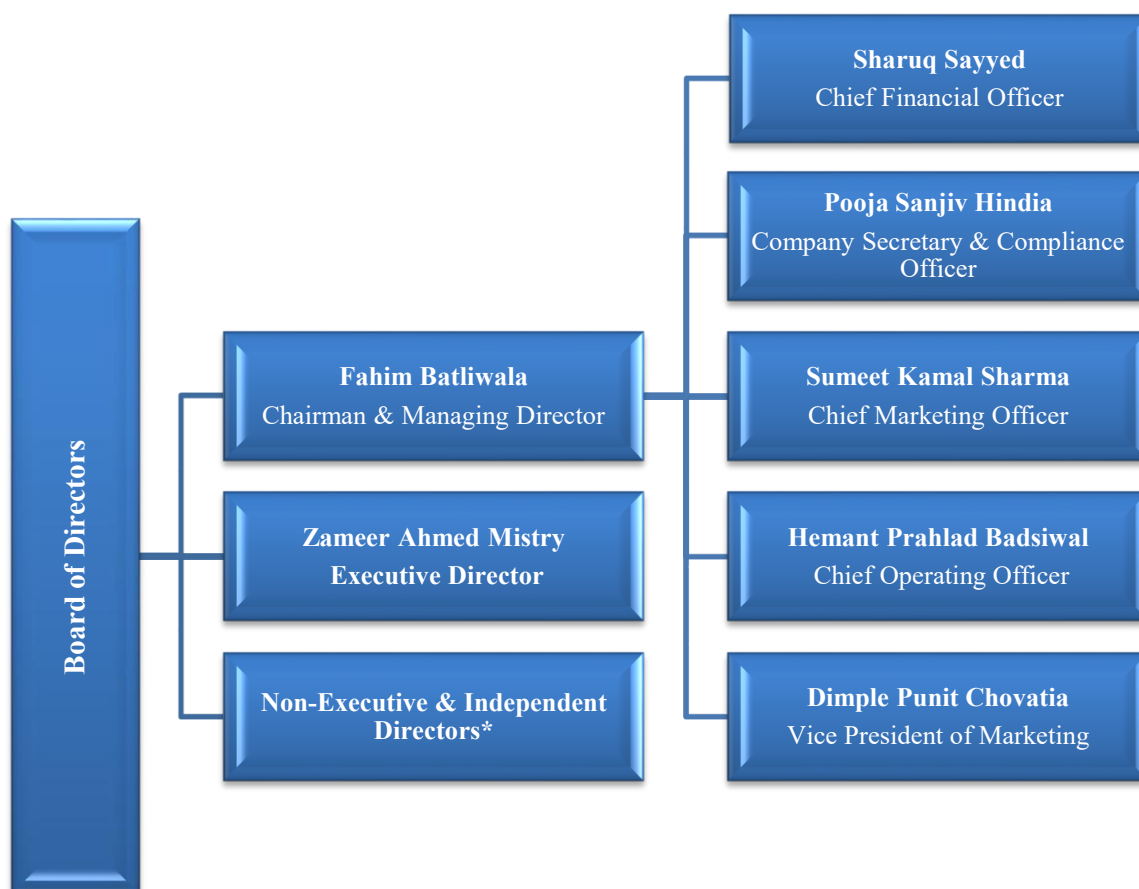 Board of Directors
Fahim Batliwala
Chairman & Managing Director
Zameer Ahmed Mistry
Executive Director
Non-Executive & Independent
Directors*
Sharuq Sayyed
Chief Financial Officer
Pooja Sanjiv Hindia
Company Secretary & Compliance
Officer
Sumeet Kamal Sharma
Chief Marketing Officer
Hemant Prahlad Badsiwal
Chief Operating Officer
Dimple Punit Chovatia
Vice President of Marketing